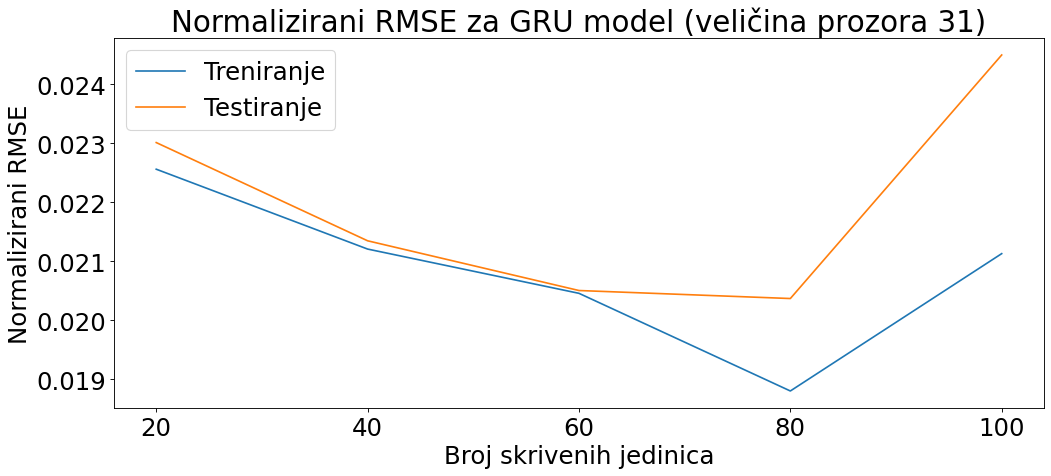 Normalizirani RMSE za GRU model (veličina prozora 31)
Treniranje
Testiranje
Normalizirani RMSE
0.024
0.023
0.022
0.021
0.020
0.019
20 40 60 80 100
Broj skrivenih jedinica